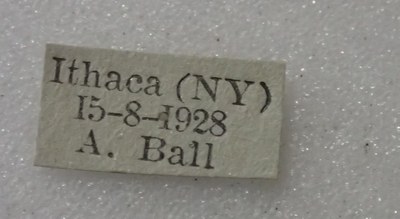 Ithaca (NY)
15-8-1928
A. Ball